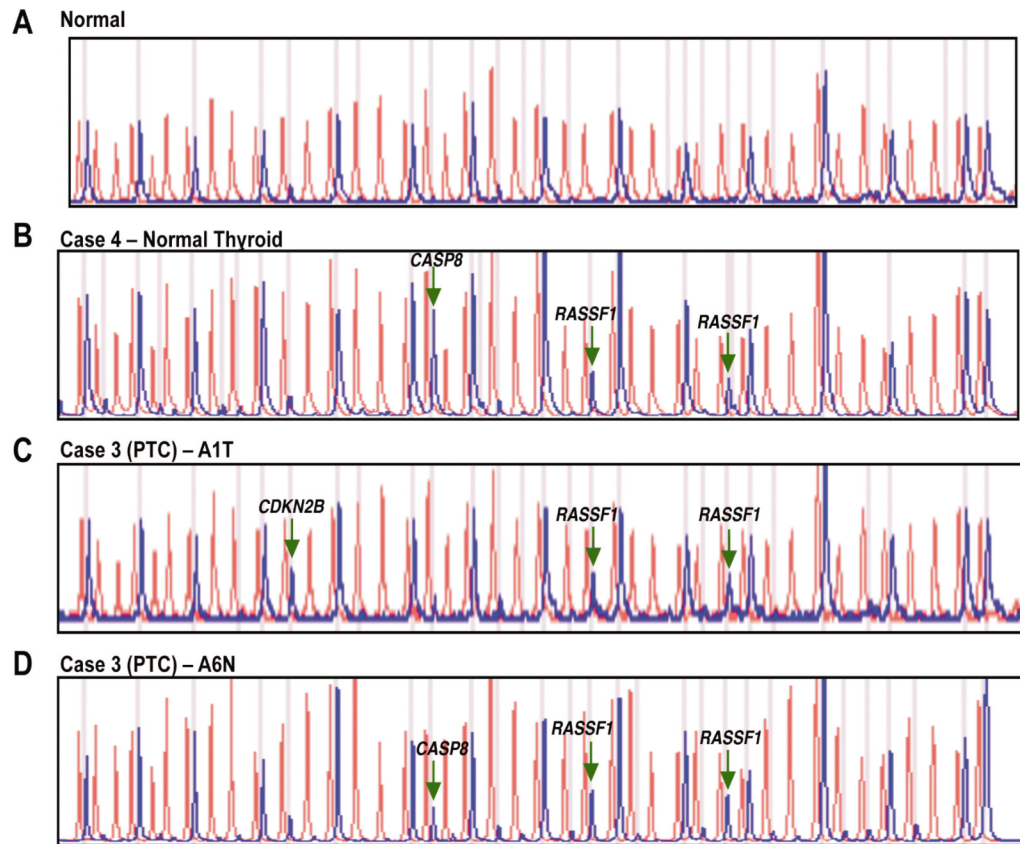 A Normal
B Case 4 – Normal Thyroid
CASP8
RASSF1
RASSF1
C Case 3 (PTC) – A1T
CDKN2B
RASSF1
RASSF1
D Case 3 (PTC) – A6N
CASP8
RASSF1
RASSF1